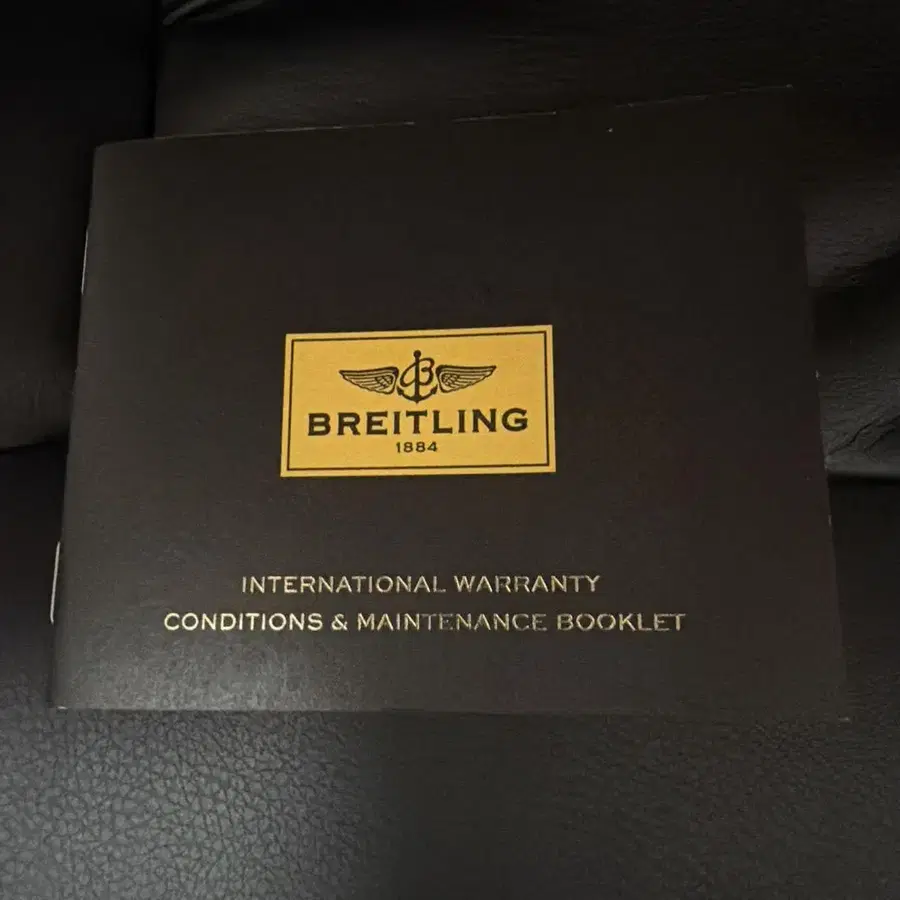 BREITLING
1884
INTERNATIONAL WARRANTY
CONDITIONS & MAINTENANCE BOOKLET